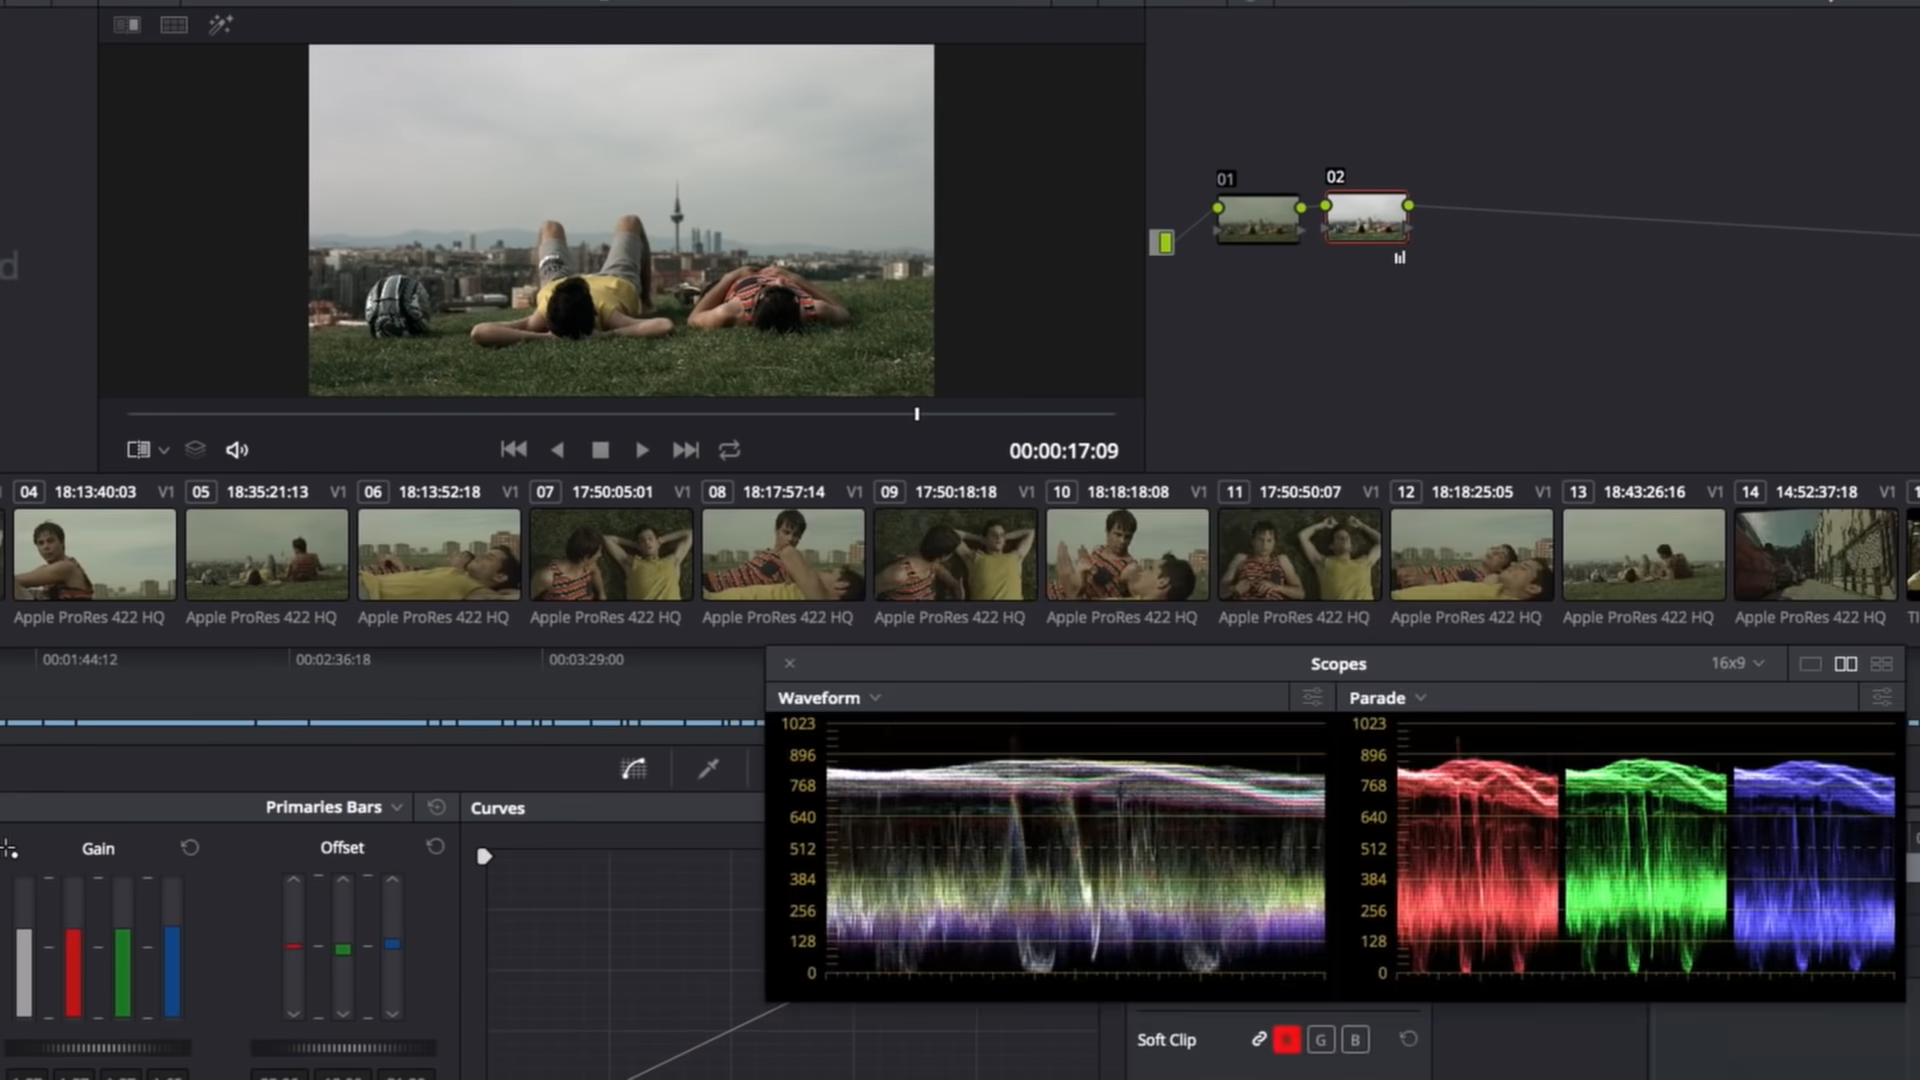 d
01
02
00:00:17:09
04 18:13:40:03 V1 05 18:35:21:13 V1 06 18:13:52:18 V1 07 17:50:05:01 V1 08 18:17:57:14 V1 09 17:50:18:18 V1 10 18:18:18:08 V1 11 17:50:50:07 V1 12 18:18:25:05 V1 13 18:43:26:16 V1 14 14:52:37:18 V1
Apple ProRes 422 HQ Apple ProRes 422 HQ Apple ProRes 422 HQ Apple ProRes 422 HQ Apple ProRes 422 HQ Apple ProRes 422 HQ Apple ProRes 422 HQ Apple ProRes 422 HQ Apple ProRes 422 HQ Apple ProRes 422 HQ Apple ProRes 422 HQ
00:01:44:12 00:02:36:18 00:03:29:00
Scopes 16x9
Waveform Parade
1023 1023
896 896
768 768
640 640
512 512
384 384
256 256
128 128
0 0
Primaries Bars Curves
Gain Offset
Soft Clip G B